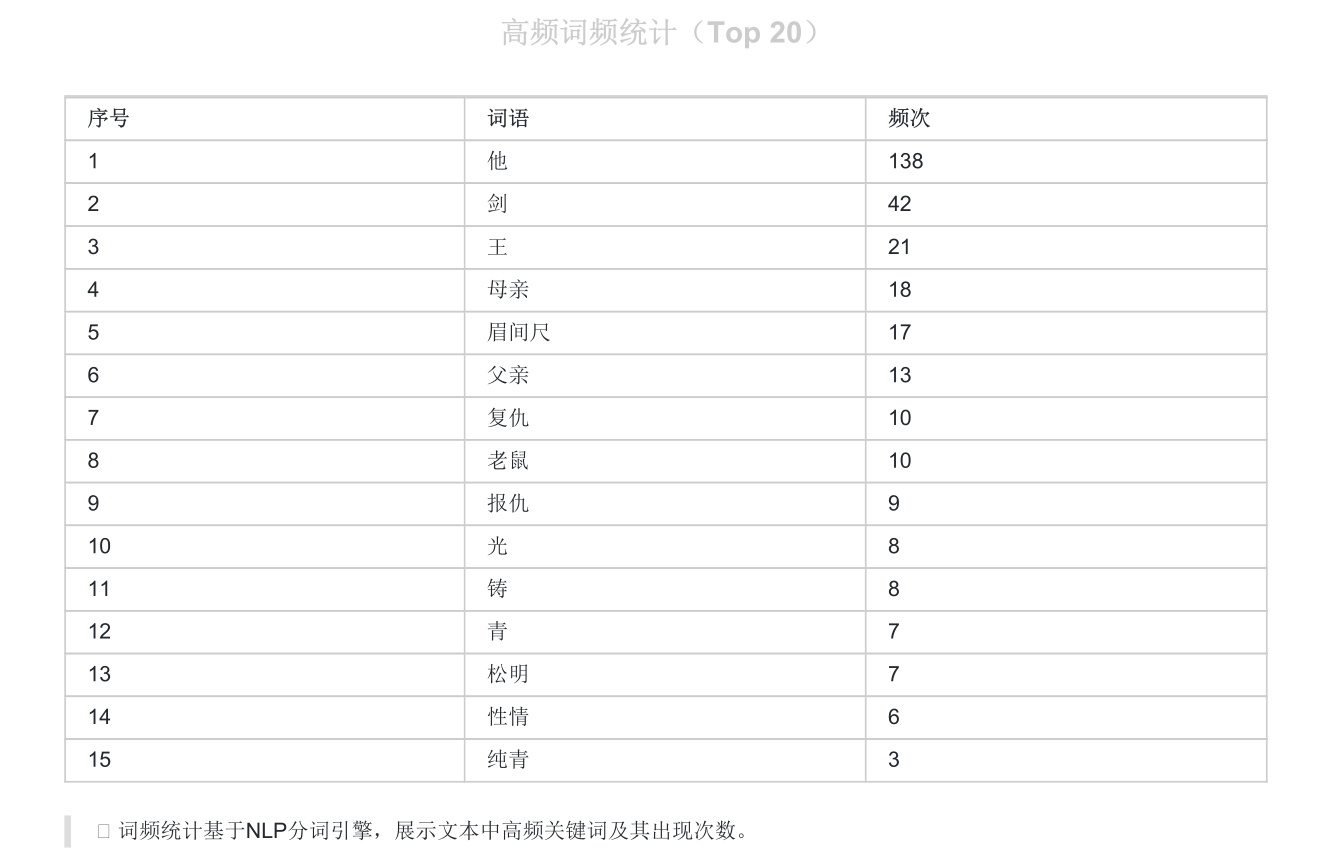 高频词频统计（Top 20）
序号 词语 频次
1 他 138
2 剑 42
3 王 21
4 母亲 18
5 眉间尺 17
6 父亲 13
7 复仇 10
8 老鼠 10
9 报仇 9
10 光 8
11 铸 8
12 青 7
13 松明 7
14 性情 6
15 纯青 3
□ 词频统计基于NLP分词引擎，展示文本中高频关键词及其出现次数。